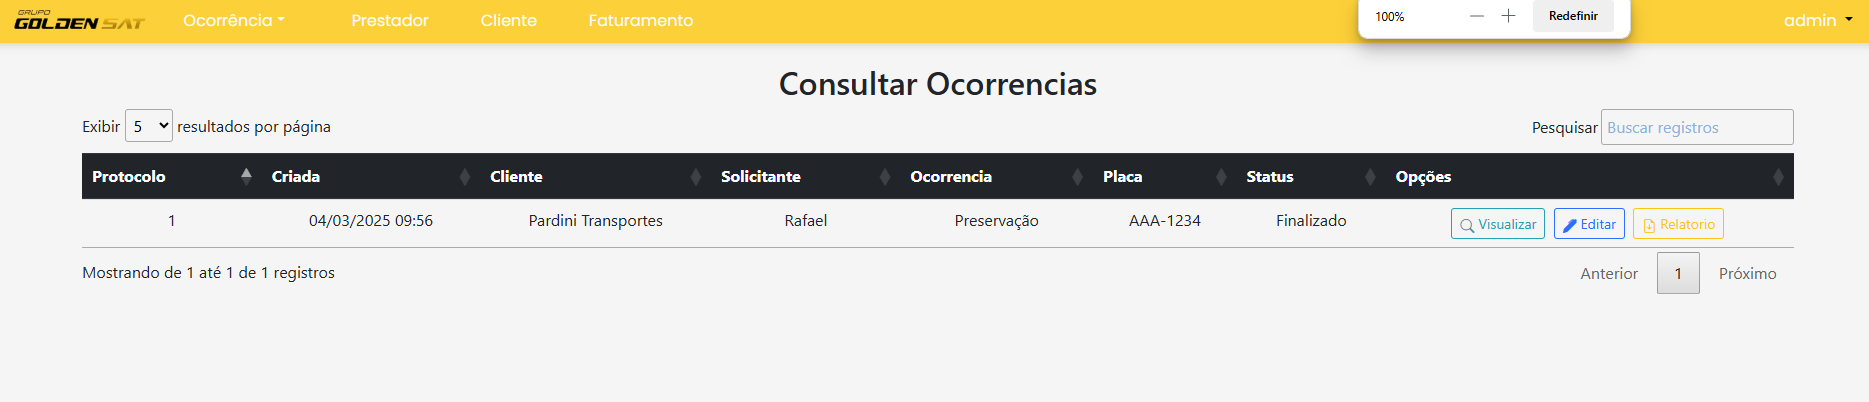 GRUPO
GOLDEN SAT
Ocorrência
Prestador
Cliente
Faturamento
100%
Redefinir
admin
Consultar Ocorrencias
Exibir 5 resultados por página
Pesquisar Buscar registros
Protocolo Criada Cliente Solicitante Ocorrencia Placa Status Opções
1 04/03/2025 09:56 Pardini Transportes Rafael Preservação AAA-1234 Finalizado Visualizar Editar Relatorio
Mostrando de 1 até 1 de 1 registros
Anterior 1 Próximo